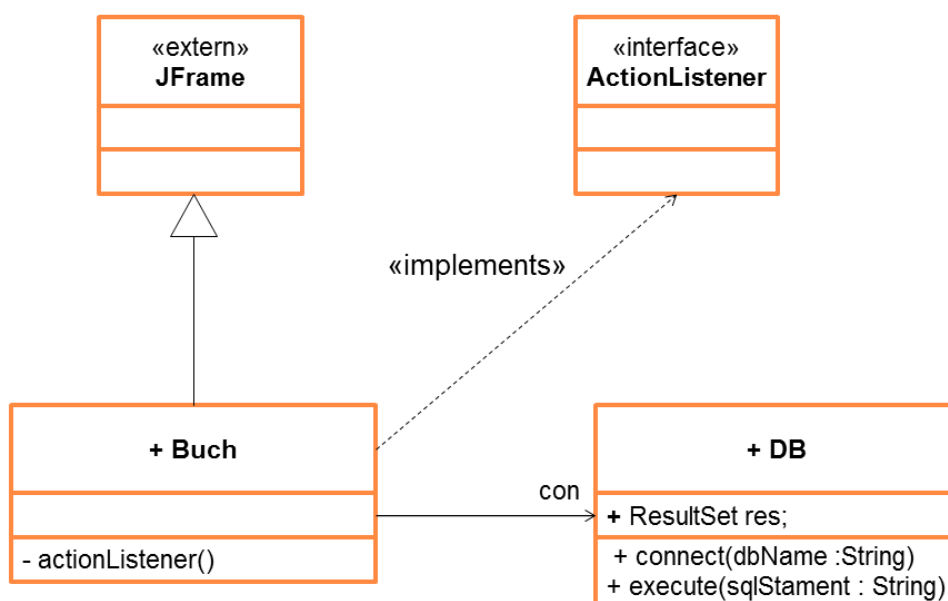 «extern»
JFrame
«interface»
ActionListener
«implements»
+ Buch
- actionListener()
con
+ DB
+ ResultSet res;
+ connect(dbName :String)
+ execute(sqlStament : String)